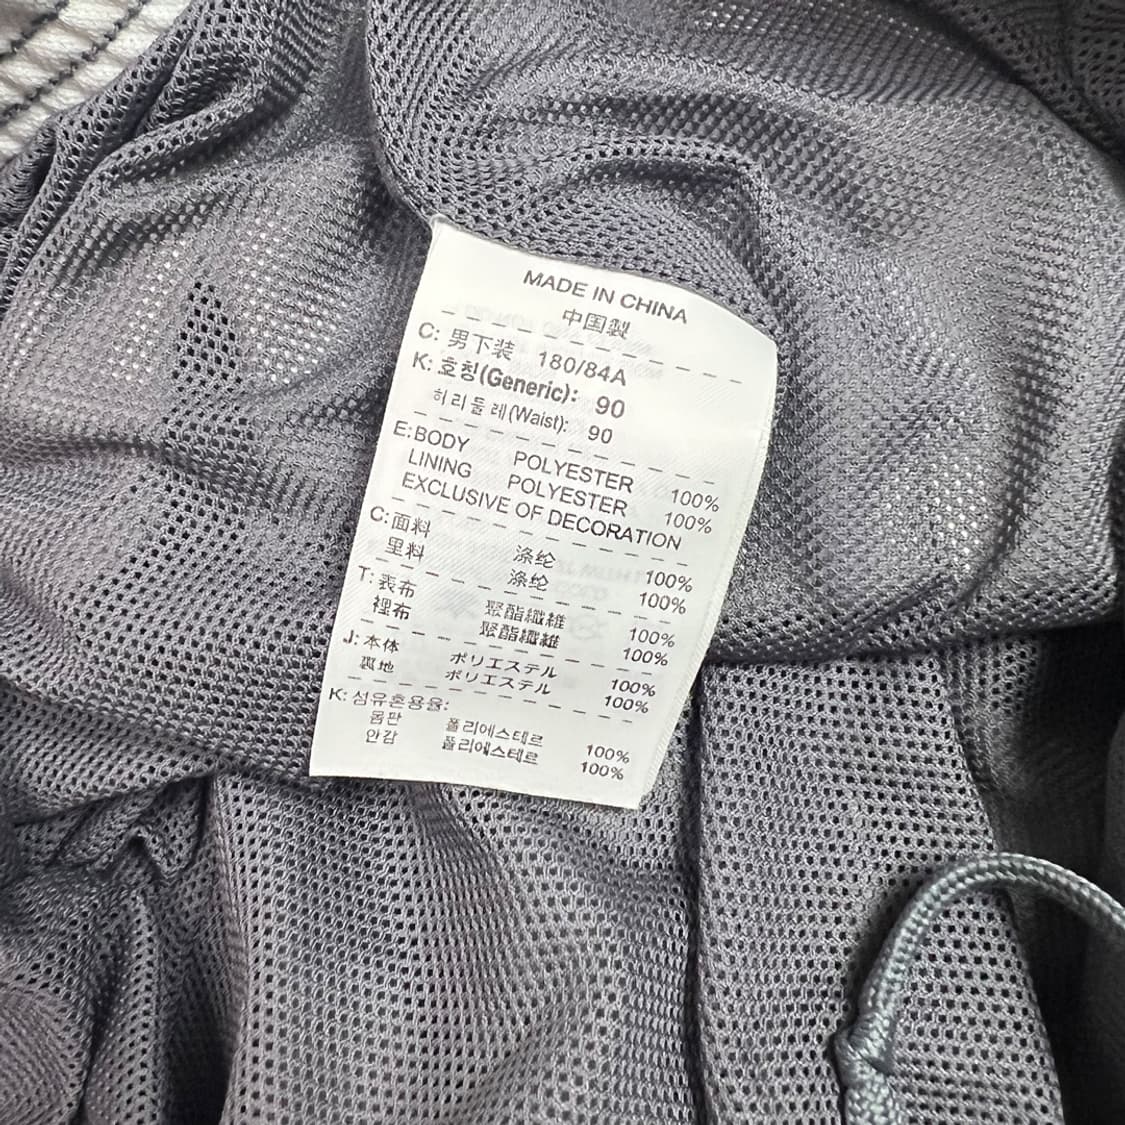 MADE IN CHINA
中国製
C: 男下装 180/84A
K: 호칭(Generic): 90
허리둘레(Waist): 90
E: BODY POLYESTER 100%
LINING POLYESTER 100%
EXCLUSIVE OF DECORATION
C: 面料 涤纶 100%
里料 涤纶 100%
T: 表布 聚酯纖維 100%
裡布 聚酯纖維 100%
J: 本体 ポリエステル 100%
裏地 ポリエステル 100%
K: 섬유혼용율:
몸판 폴리에스테르 100%
안감 폴리에스테르 100%